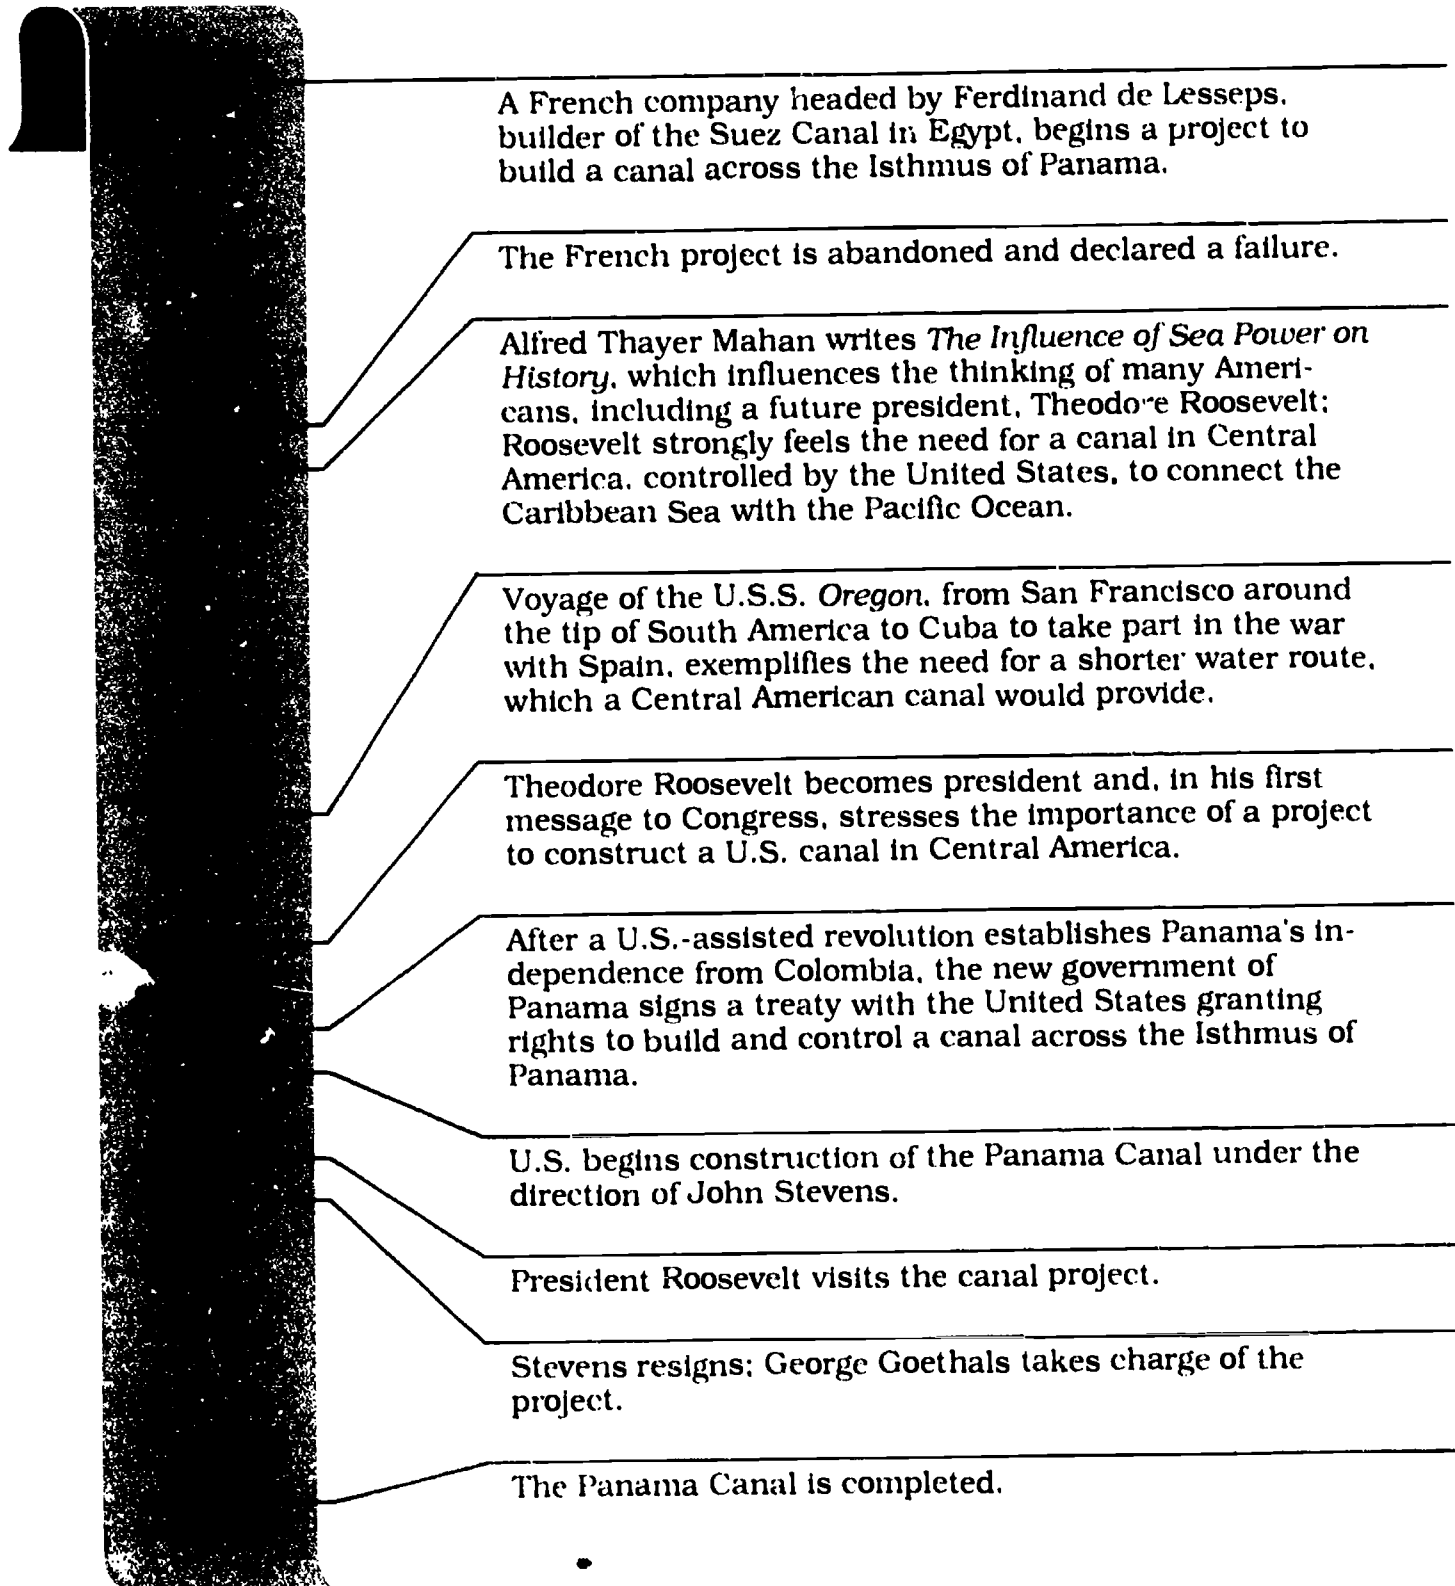 A French company headed by Ferdinand de Lesseps,
builder of the Suez Canal in Egypt, begins a project to
build a canal across the Isthmus of Panama.
The French project is abandoned and declared a failure.
Alfred Thayer Mahan writes The Influence of Sea Power on
History, which influences the thinking of many Ameri-
cans, including a future president, Theodore Roosevelt;
Roosevelt strongly feels the need for a canal in Central
America, controlled by the United States, to connect the
Caribbean Sea with the Pacific Ocean.
Voyage of the U.S.S. Oregon, from San Francisco around
the tip of South America to Cuba to take part in the war
with Spain, exemplifies the need for a shorter water route,
which a Central American canal would provide.
Theodore Roosevelt becomes president and, in his first
message to Congress, stresses the importance of a project
to construct a U.S. canal in Central America.
After a U.S.-assisted revolution establishes Panama's in-
dependence from Colombia, the new government of
Panama signs a treaty with the United States granting
rights to build and control a canal across the Isthmus of
Panama.
U.S. begins construction of the Panama Canal under the
direction of John Stevens.
President Roosevelt visits the canal project.
Stevens resigns; George Goethals takes charge of the
project.
The Panama Canal is completed.